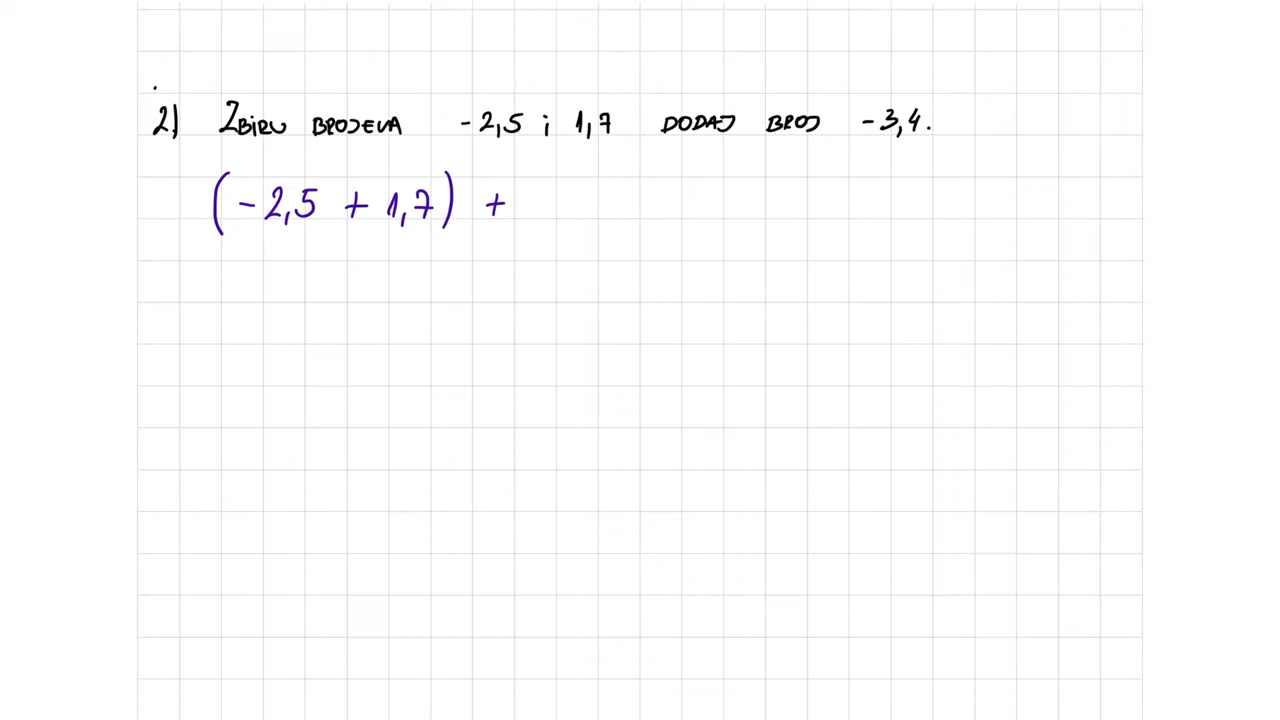 2) Zbiru brojeva -2,5 i 1,7 dodaj broj -3,4.
(-2,5 + 1,7) +